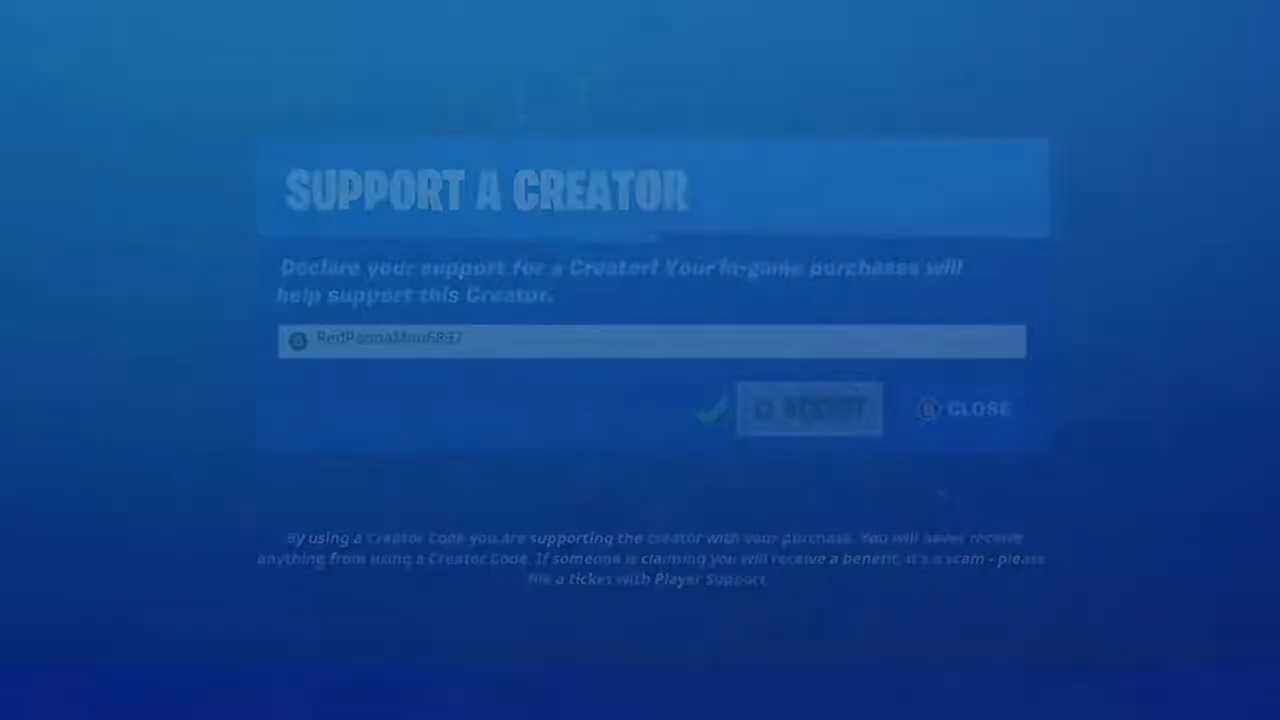 SUPPORT A CREATOR
Declare your support for a Creator! Your in-game purchases will
help support this Creator.
ACCEPT
CLOSE
By using a Creator Code you are supporting the creator with your purchase. You will never receive
anything from using a Creator Code. If someone is claiming you will receive a benefit, it's a scam - please
file a ticket with Player Support.